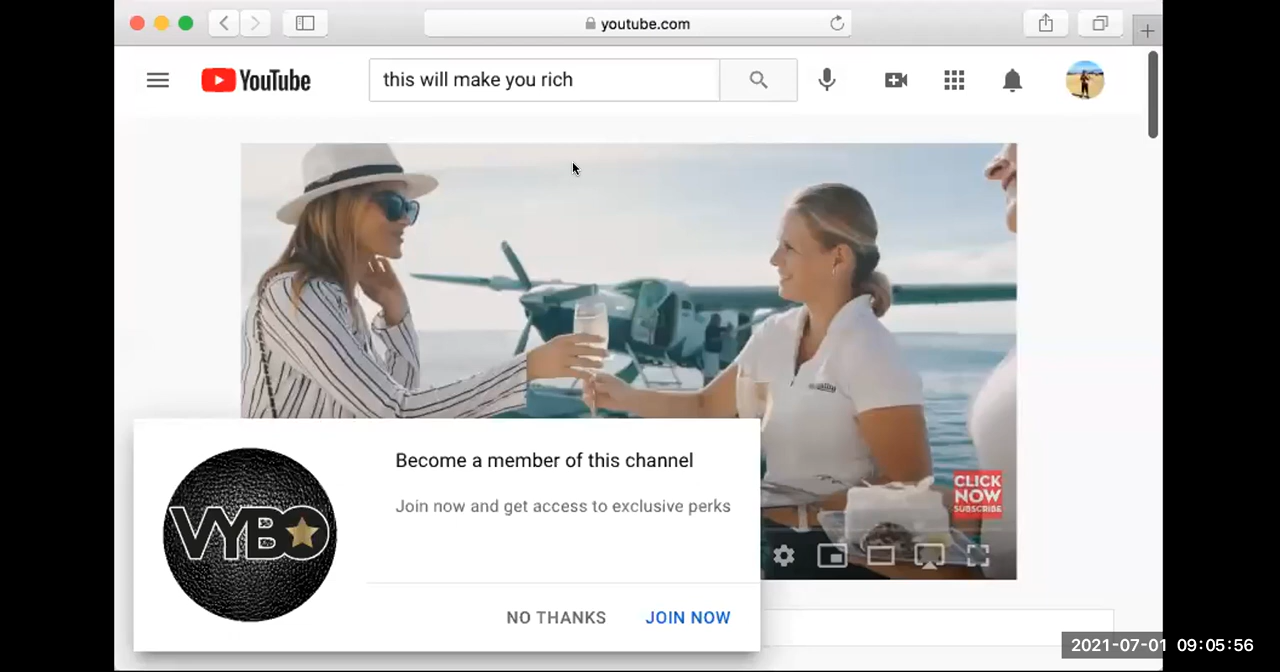 youtube.com
YouTube
this will make you rich
CLICK
NOW
SUBSCRIBE
Become a member of this channel
Join now and get access to exclusive perks
VYBO
NO THANKS
JOIN NOW
2021-07-01 09:05:56